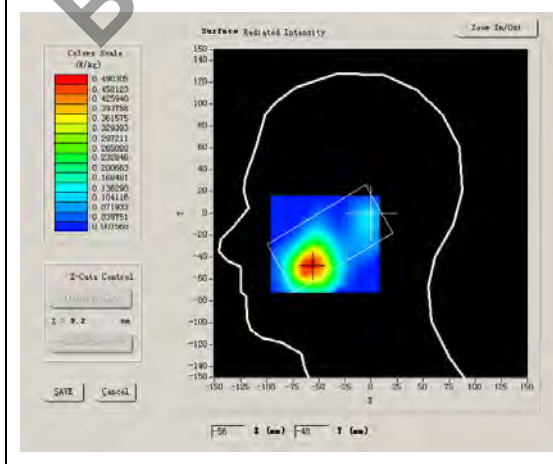 Surface Radiated Intensity
Zoom In/Out
Colors Scale
(W/kg)
0.490305
0.458123
0.425940
0.393758
0.361575
0.329393
0.297211
0.265028
0.232846
0.200663
0.168481
0.136298
0.104116
0.071933
0.039751
0.007568
150
140
120
100
80
60
40
20
0
-20
-40
-60
-80
-100
-120
-140
-150
Y
-150 -125 -100 -75 -50 -25 0 25 50 75 100 125 150
X
Z-Cuts Control
Z = 9.2 mm
SAVE
Cancel
-56 X (mm) -48 Y (mm)